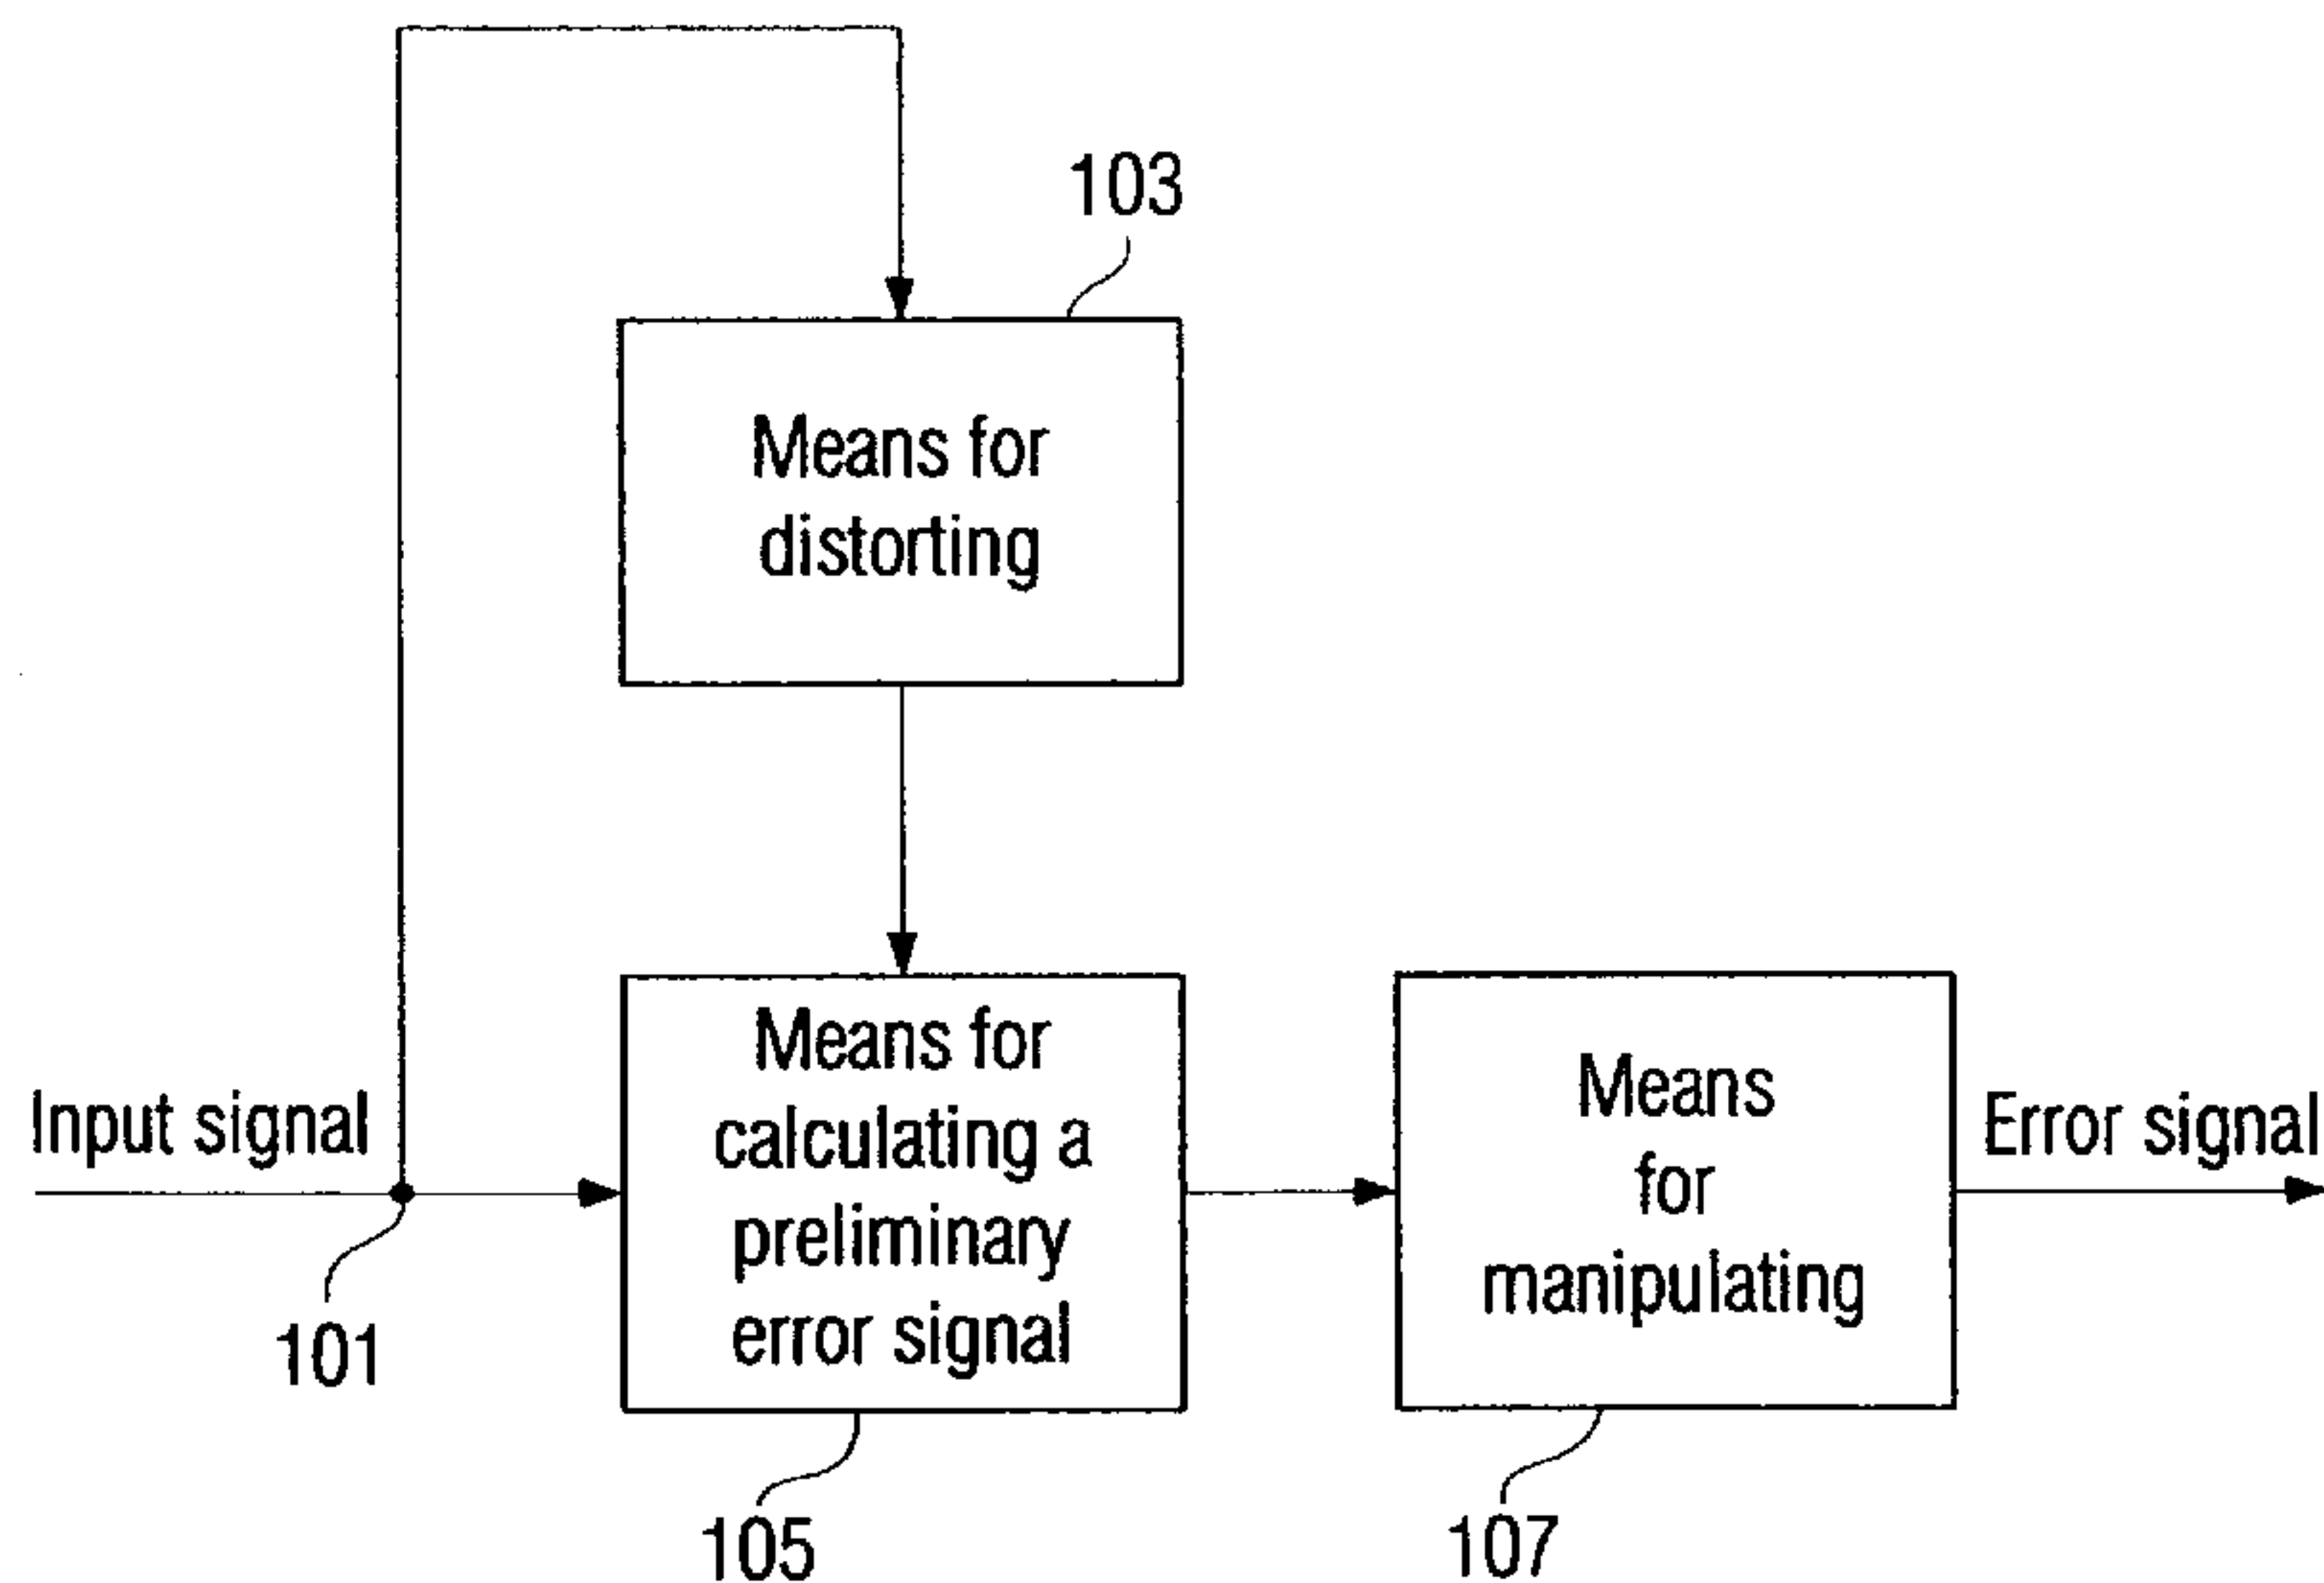 103
Means for
distorting
Input signal
101
Means for
calculating a
preliminary
error signal
105
Means
for
manipulating
107
Error signal